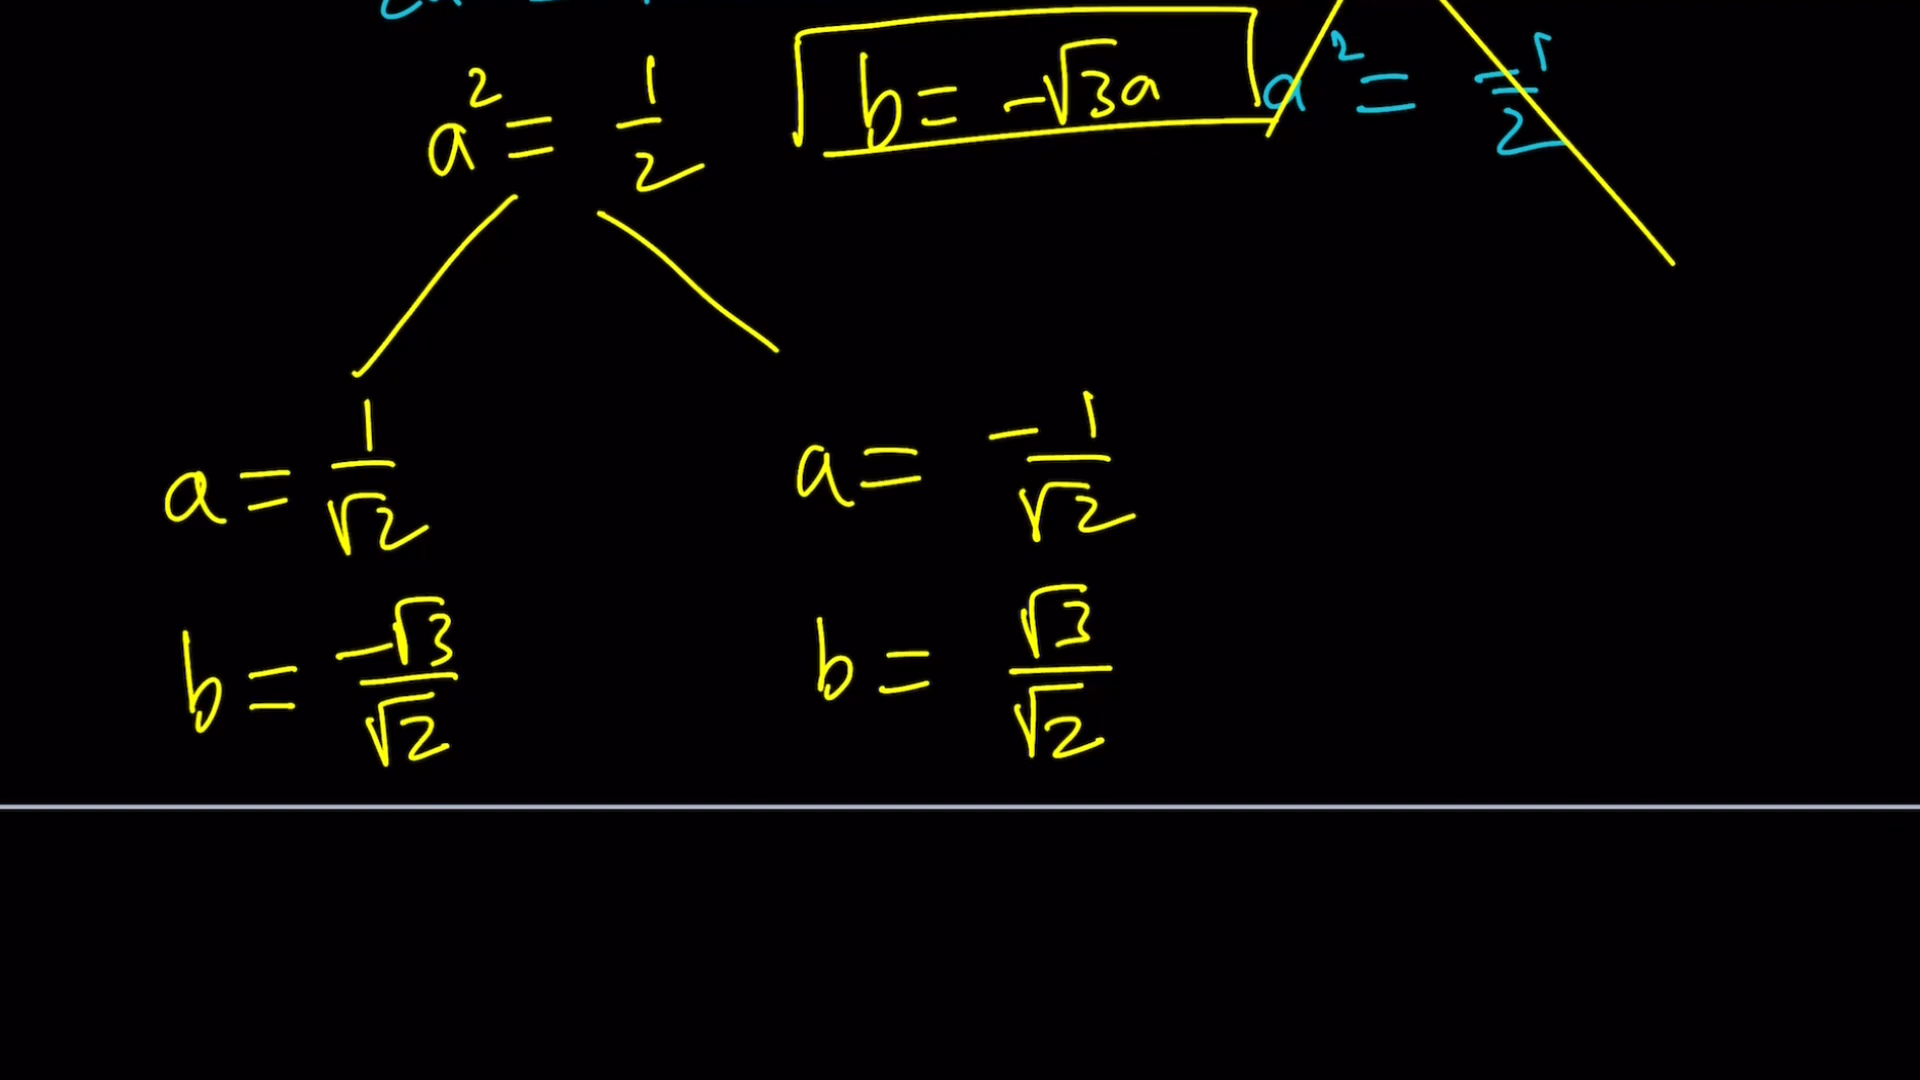 a² = 1/2   b = -√3a   a² = -1/2
a = 1/√2   a = -1/√2
b = -√3/√2   b = √3/√2